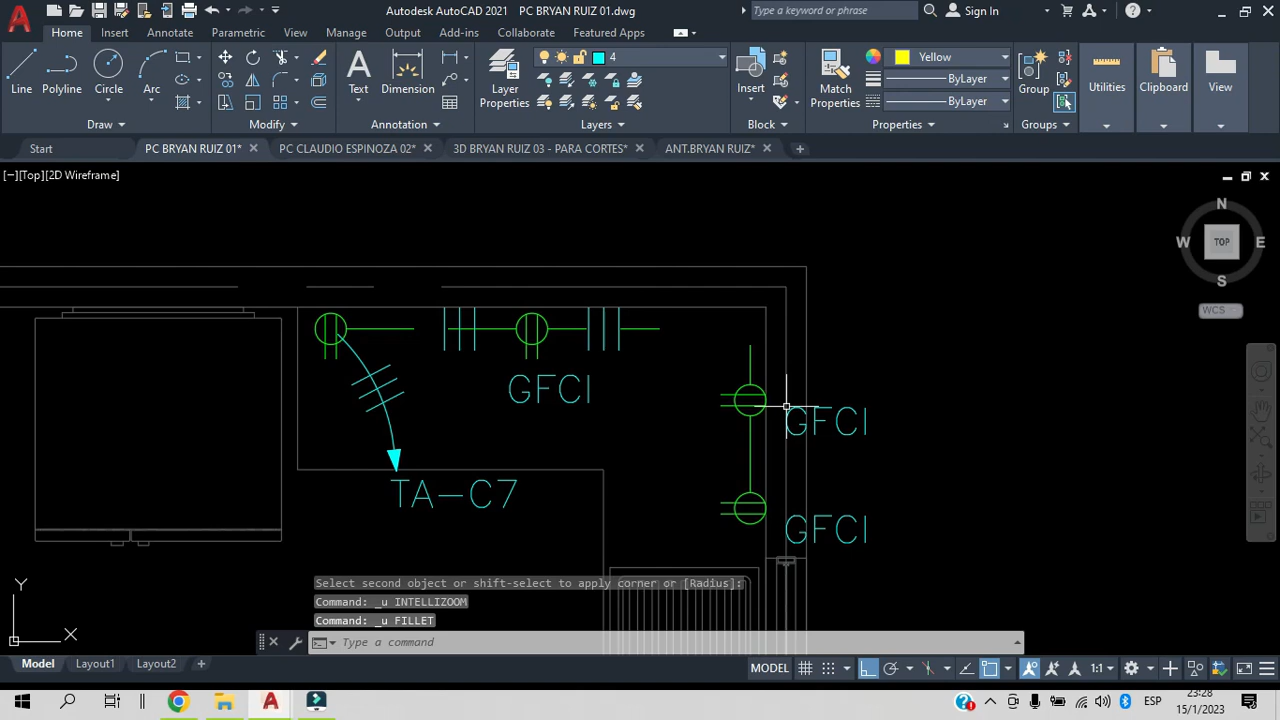 Autodesk AutoCAD 2021 PC BRYAN RUIZ 01.dwg
Type a keyword or phrase
Sign In
Home Insert Annotate Parametric View Manage Output Add-ins Collaborate Featured Apps
Line Polyline Circle Arc
Text Dimension
Layer Properties
4
Insert
Match Properties
Yellow
ByLayer
ByLayer
Group
Utilities
Clipboard
View
Draw Modify Annotation Layers Block Properties Groups
Start PC BRYAN RUIZ 01* PC CLAUDIO ESPINOZA 02* 3D BRYAN RUIZ 03 - PARA CORTES* ANT.BRYAN RUIZ*
[−][Top][2D Wireframe]
N
W TOP E
S
WCS
GFCI
GFCI
TA-C7
GFCI
Select second object or shift-select to apply corner or [Radius]:
Command: _u INTELLIZOOM
Command: _u FILLET
Y
X
Type a command
Model Layout1 Layout2
MODEL
1:1
ESP
23:28
15/1/2023